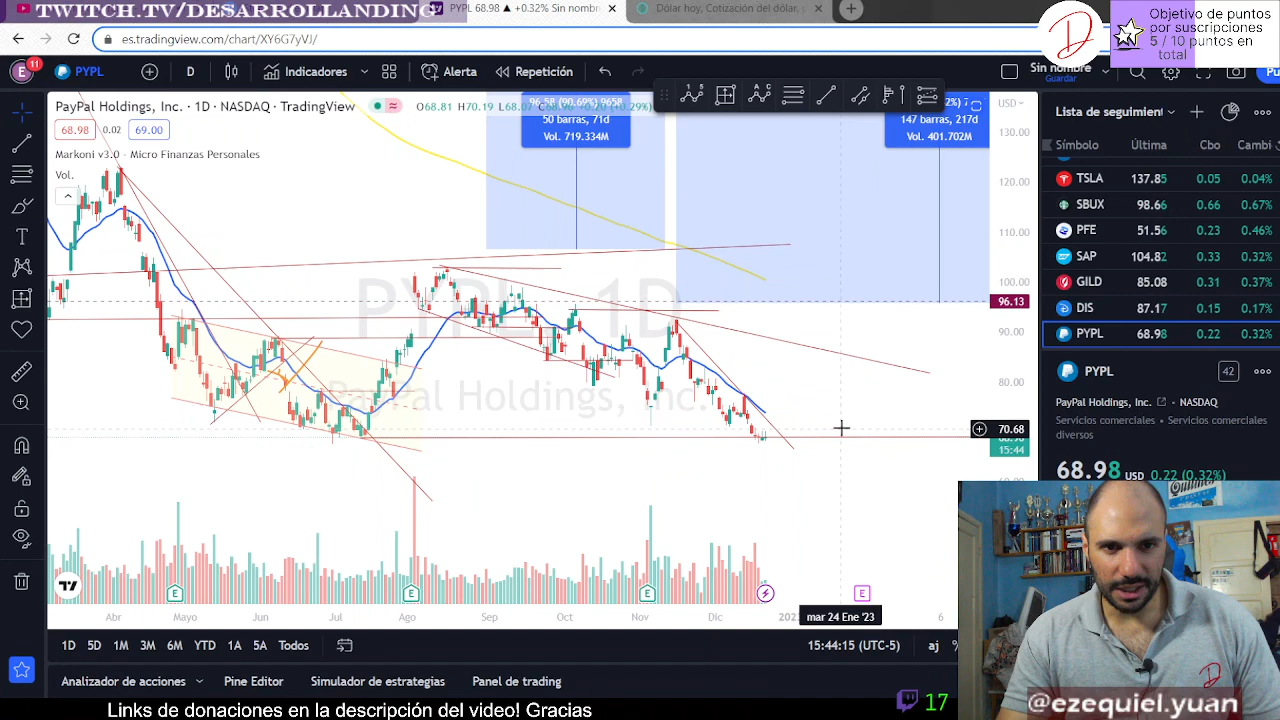 TWITCH.TV/DESARROLLANDING
PYPL 68.98 ▲ +0.32% Sin nombre
Dólar hoy, Cotización del dólar,
Objetivo de puntos
por suscripciones
5 / 10 puntos en
total
es.tradingview.com/chart/XY6G7yVJ/
E 11 PYPL D Indicadores Alerta Repetición
Sin nombre
Guardar
PayPal Holdings, Inc. · 1D · NASDAQ · TradingView
68.98 0.02 69.00
Markoni v3.0 - Micro Finanzas Personales
Vol.
50 barras, 71d
Vol. 719.334M
147 barras, 217d
Vol. 401.702M
PYPL, 1D
PayPal Holdings, Inc.
USD
130.00
120.00
110.00
100.00
96.13
90.00
80.00
70.68
15:44
Abr Mayo Jun Jul Ago Sep Oct Nov Dic mar 24 Ene '23 6
1D 5D 1M 3M 6M YTD 1A 5A Todos 15:44:15 (UTC-5) aj %
Analizador de acciones Pine Editor Simulador de estrategias Panel de trading
Lista de seguimien
Símbolo Última Cbo Cambi
TSLA 137.85 0.05 0.04%
SBUX 98.66 0.66 0.67%
PFE 51.56 0.23 0.46%
SAP 104.82 0.33 0.32%
GILD 85.08 0.31 0.37%
DIS 87.17 0.15 0.17%
PYPL 68.98 0.22 0.32%
PYPL 42
PayPal Holdings, Inc. · NASDAQ
Servicios comerciales · Servicios comerciales
diversos
68.98 USD 0.22 (0.32%)
Links de donaciones en la descripción del video! Gracias
17
@ezequiel.yuan